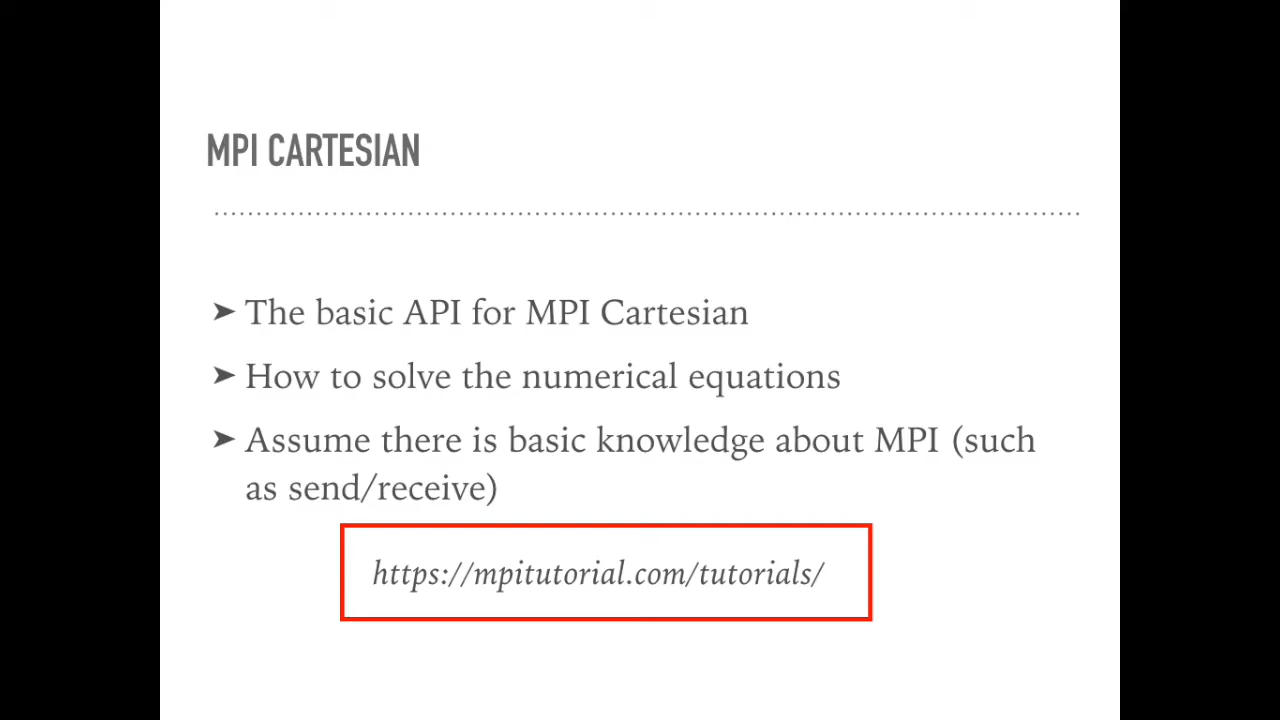 MPI CARTESIAN
➤ The basic API for MPI Cartesian
➤ How to solve the numerical equations
➤ Assume there is basic knowledge about MPI (such
as send/receive)
https://mpitutorial.com/tutorials/